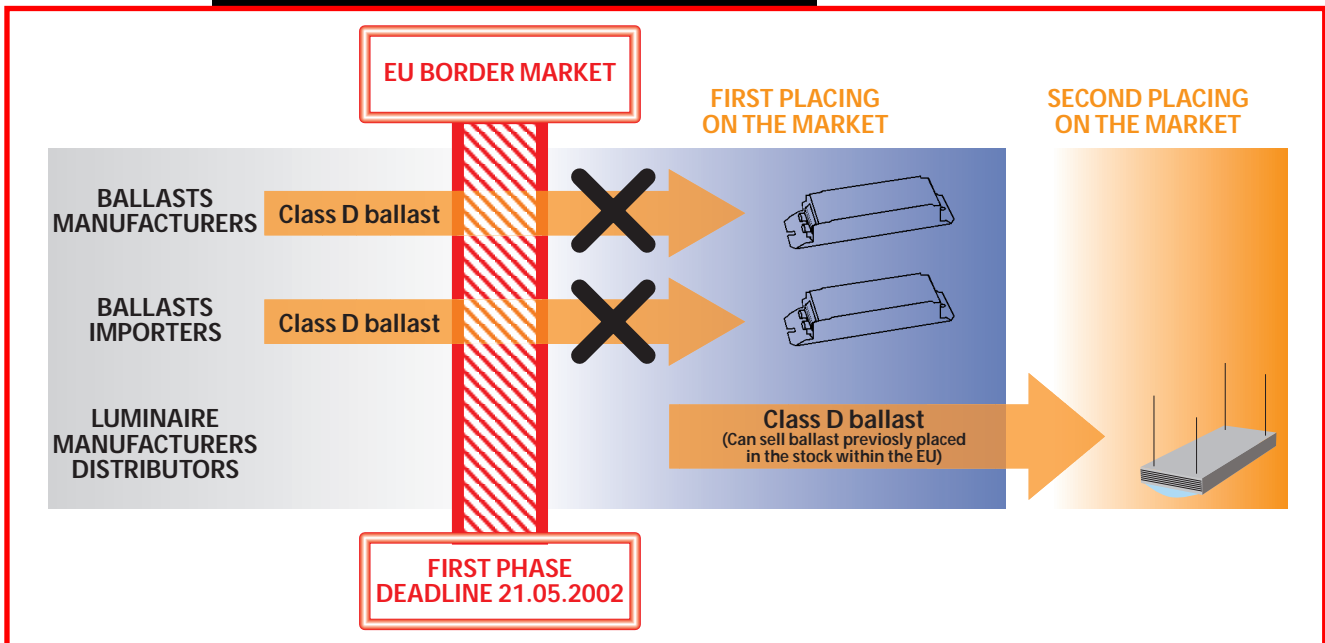 EU BORDER MARKET
FIRST PLACING
ON THE MARKET
SECOND PLACING
ON THE MARKET
BALLASTS
MANUFACTURERS
Class D ballast
BALLASTS
IMPORTERS
Class D ballast
LUMINAIRE
MANUFACTURERS
DISTRIBUTORS
Class D ballast
(Can sell ballast previosly placed
in the stock within the EU)
FIRST PHASE
DEADLINE 21.05.2002